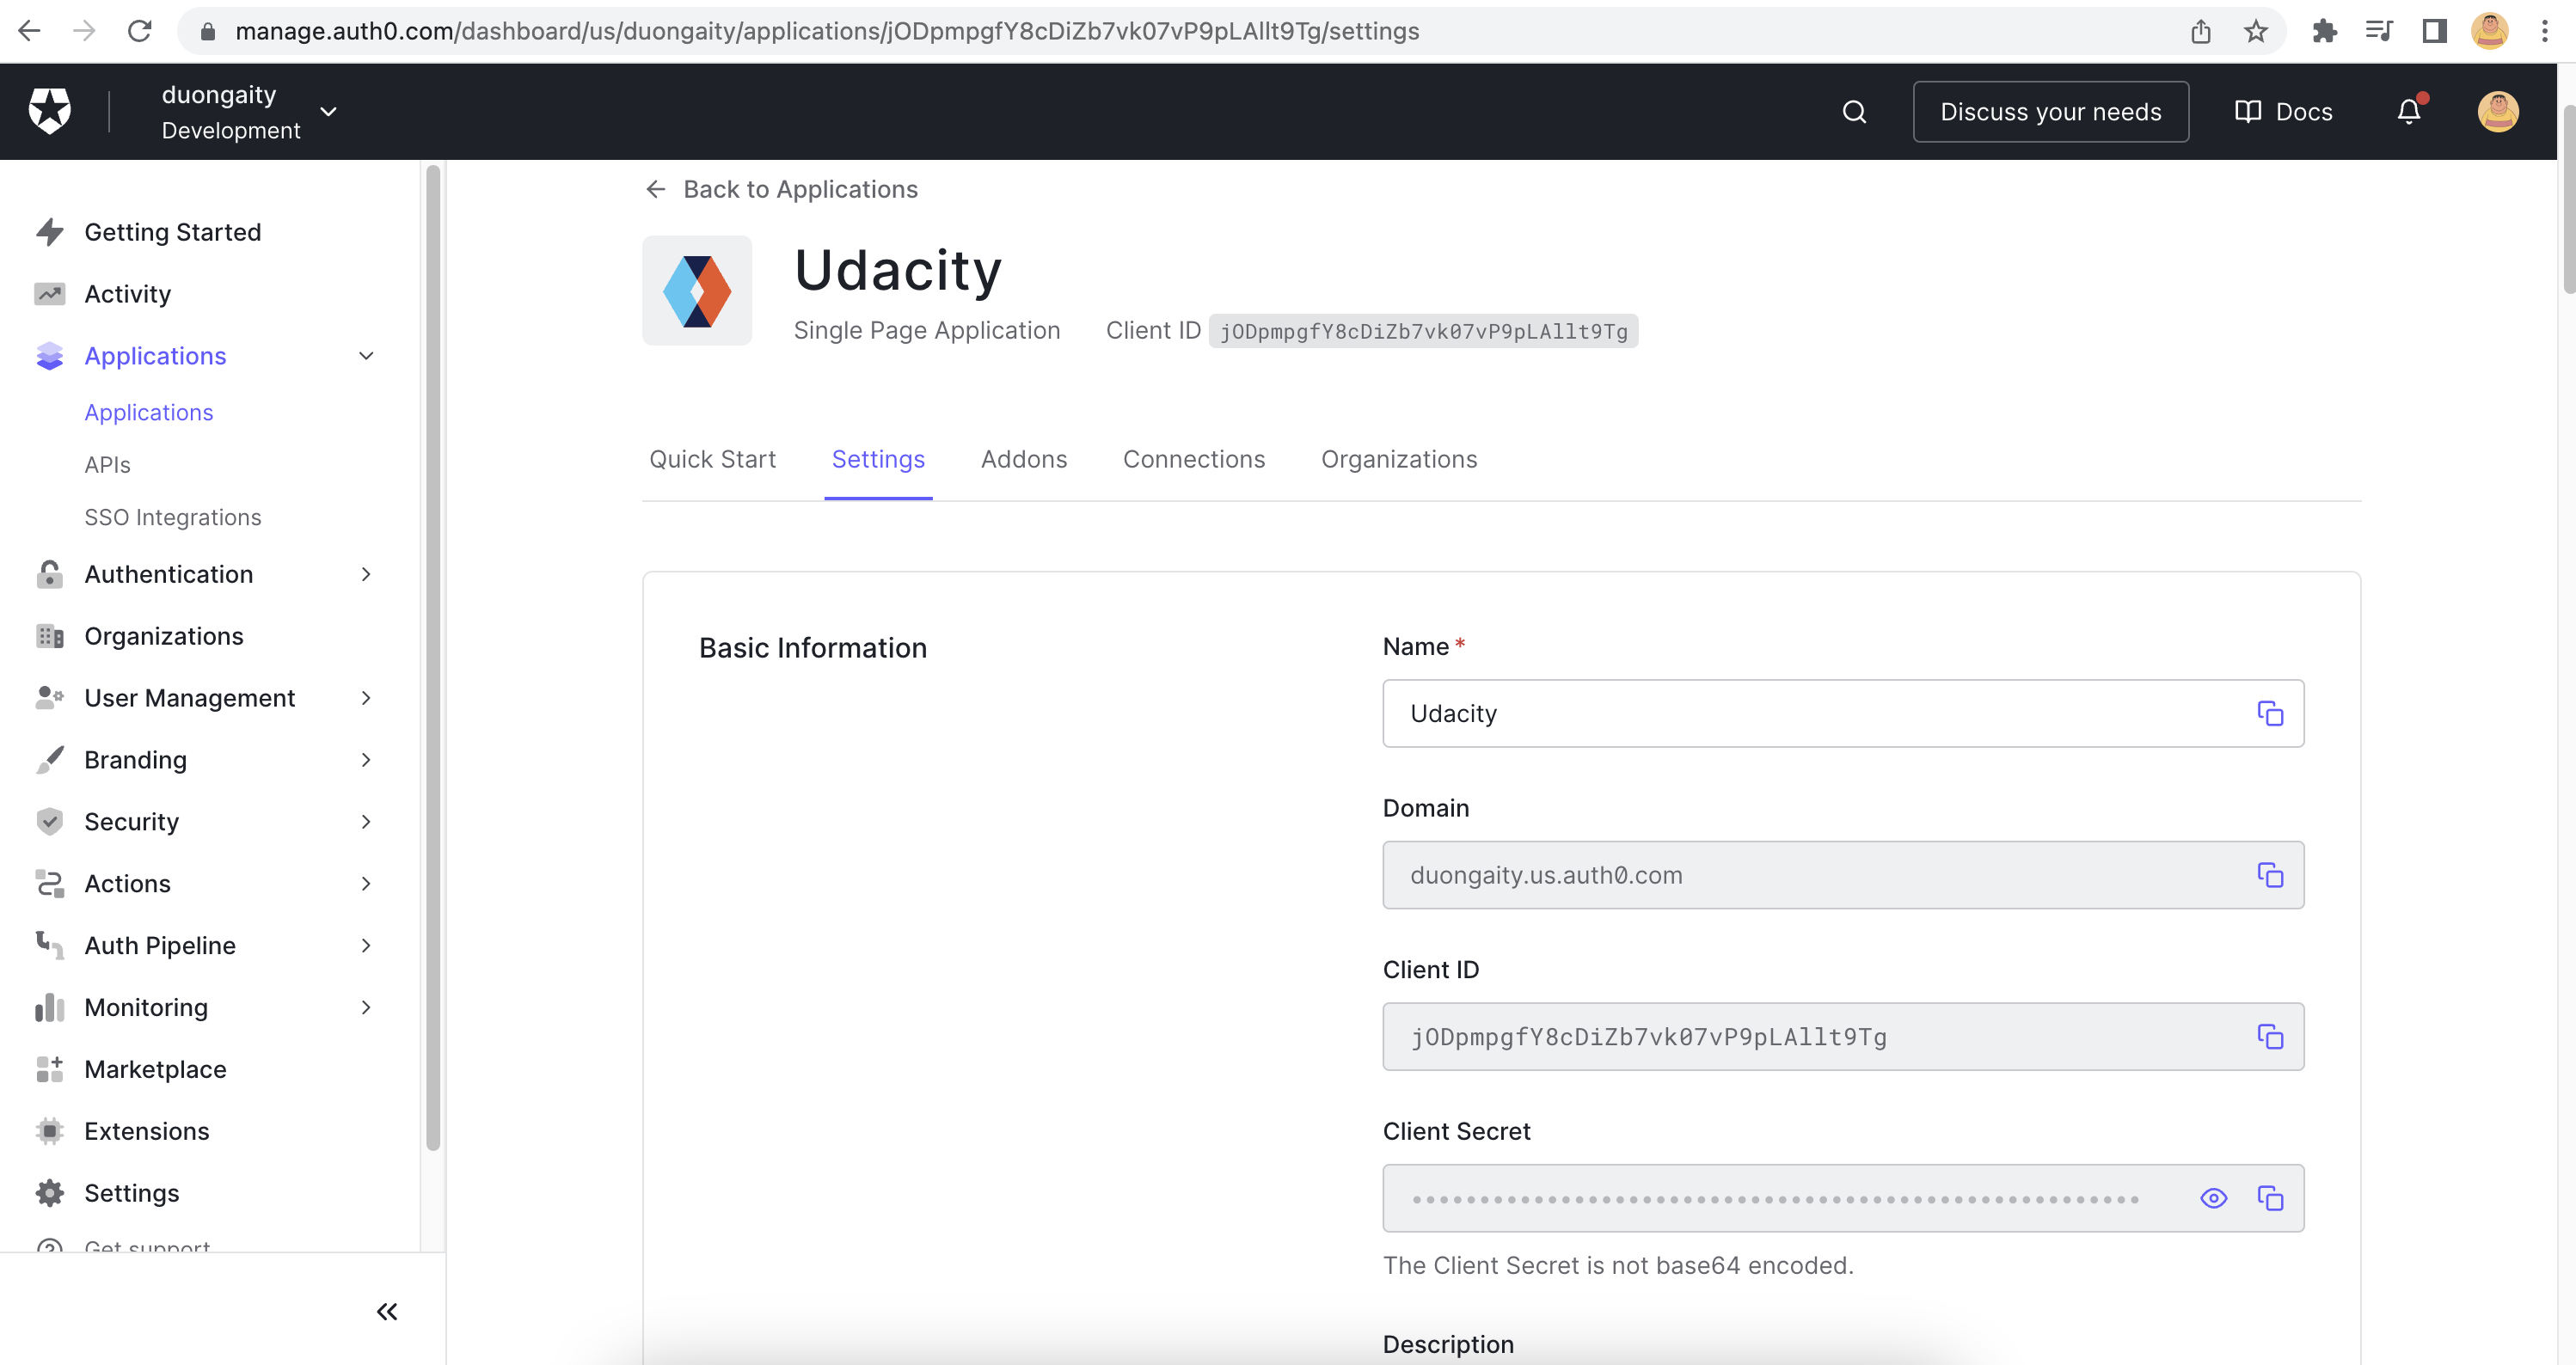 manage.auth0.com/dashboard/us/duongaity/applications/jODpmpgfY8cDiZb7vk07vP9pLAllt9Tg/settings
duongaity
Development
Discuss your needs
Docs
Getting Started
Activity
Applications
Applications
APIs
SSO Integrations
Authentication
Organizations
User Management
Branding
Security
Actions
Auth Pipeline
Monitoring
Marketplace
Extensions
Settings
Get support
Back to Applications
Udacity
Single Page Application Client ID jODpmpgfY8cDiZb7vk07vP9pLAllt9Tg
Quick Start Settings Addons Connections Organizations
Basic Information
Name *
Udacity
Domain
duongaity.us.auth0.com
Client ID
jODpmpgfY8cDiZb7vk07vP9pLAllt9Tg
Client Secret
The Client Secret is not base64 encoded.
Description